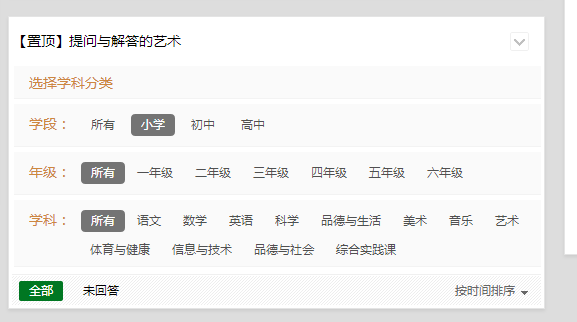 【置顶】提问与解答的艺术
选择学科分类
学段： 所有 小学 初中 高中
年级： 所有 一年级 二年级 三年级 四年级 五年级 六年级
学科： 所有 语文 数学 英语 科学 品德与生活 美术 音乐 艺术
体育与健康 信息与技术 品德与社会 综合实践课
全部 未回答 按时间排序